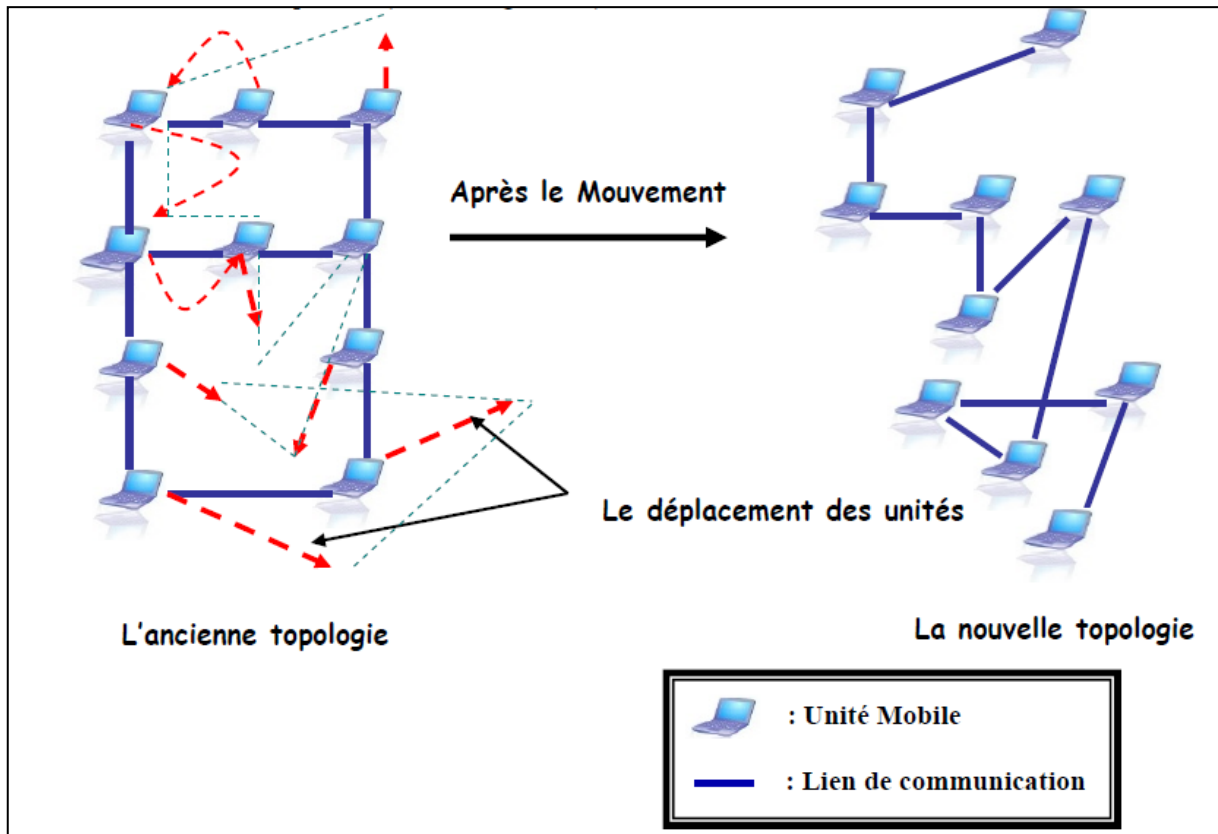 Après le Mouvement
Le déplacement des unités
L'ancienne topologie
La nouvelle topologie
: Unité Mobile
: Lien de communication